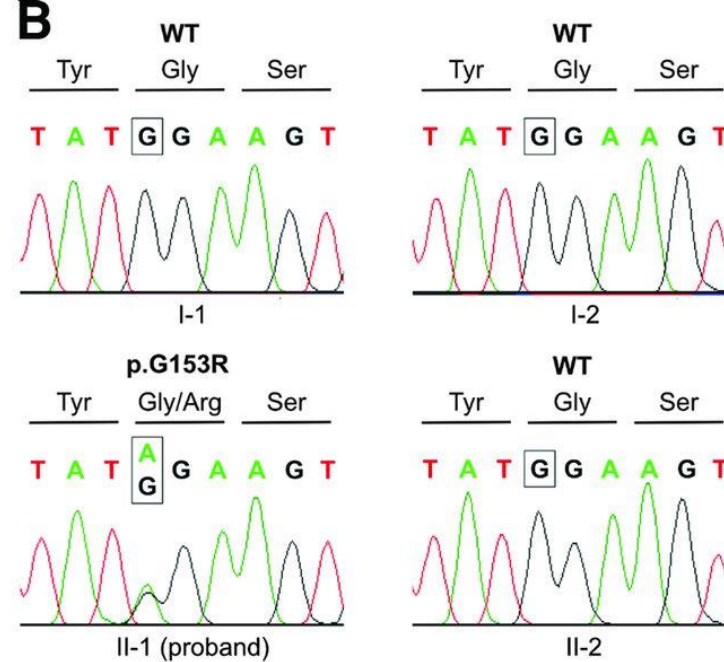 B
WT
Tyr Gly Ser
T A T G G A A G T
I-1
WT
Tyr Gly Ser
T A T G G A A G T
I-2
p.G153R
Tyr Gly/Arg Ser
T A T A G A A G T
G
II-1 (proband)
WT
Tyr Gly Ser
T A T G G A A G T
II-2